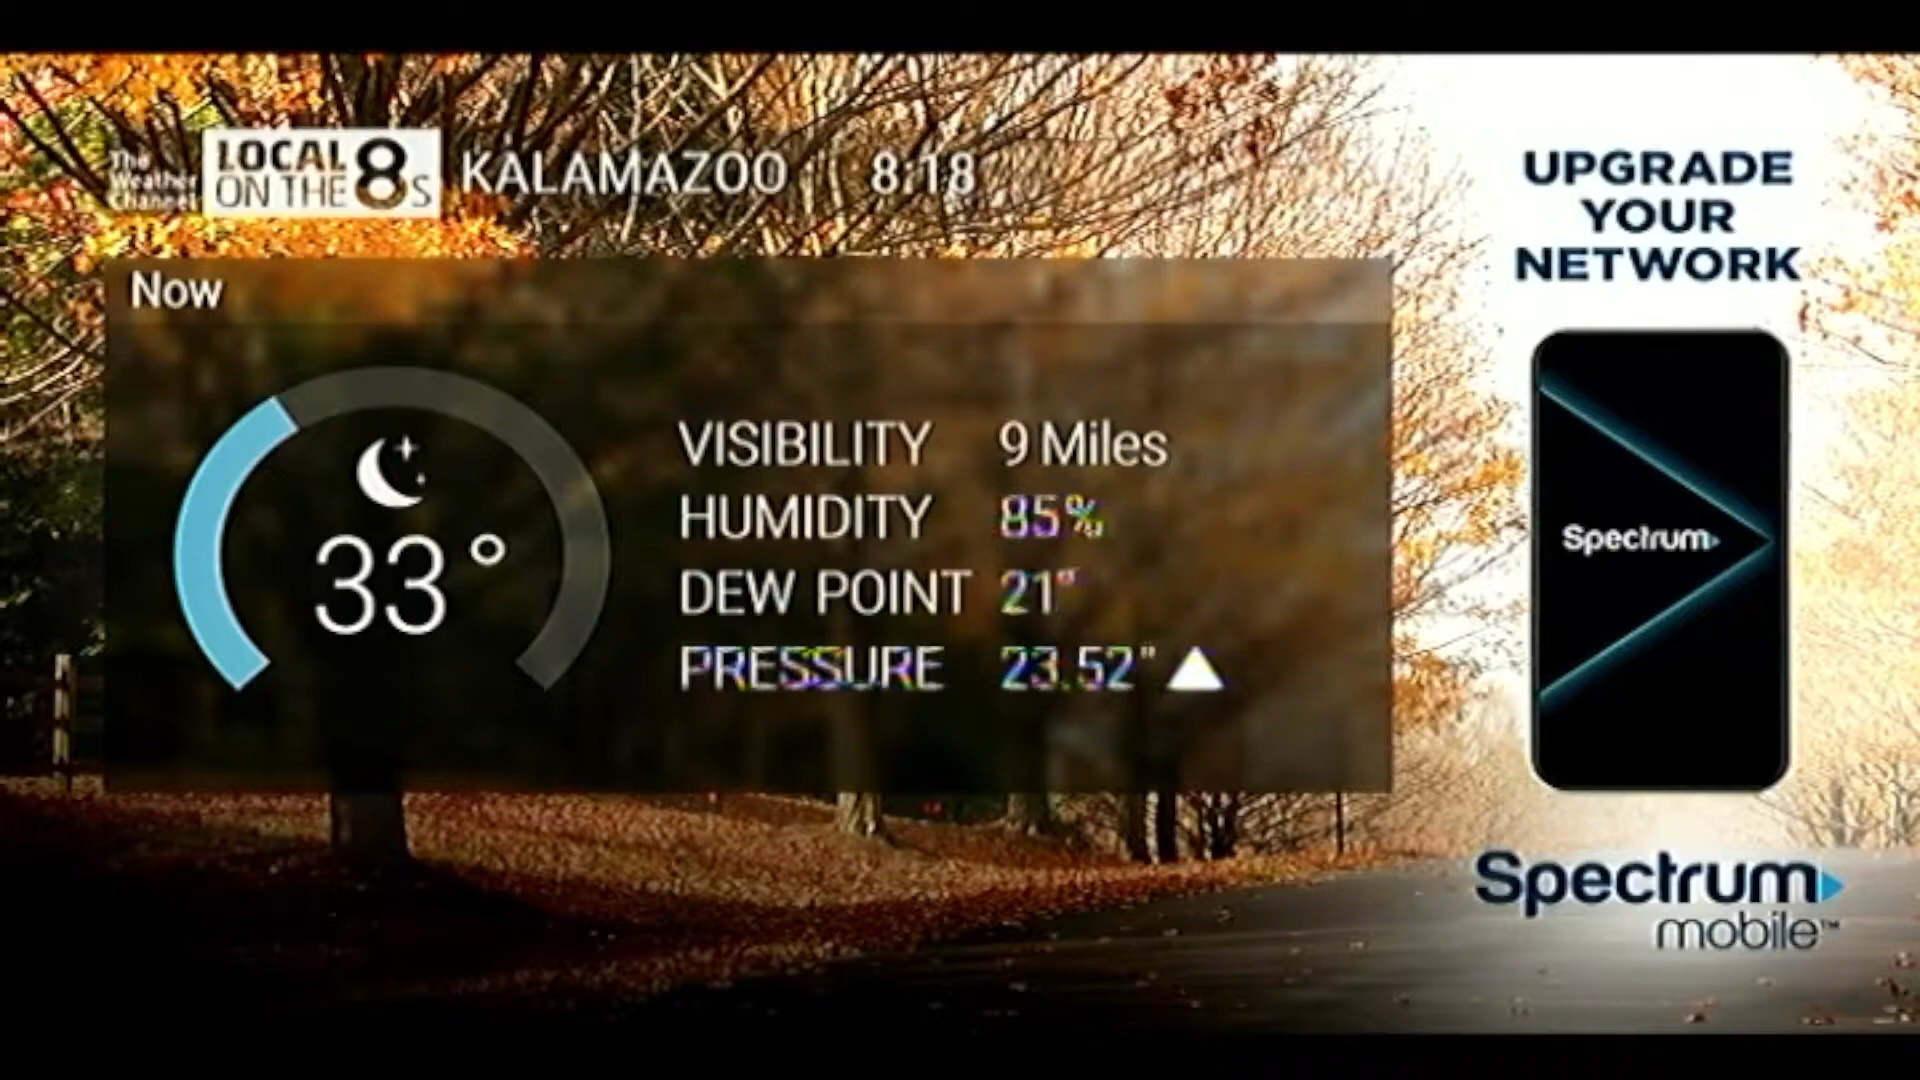 The
Weather
Channel
LOCAL
ON THE 8s
KALAMAZOO 8:18
Now
33°
VISIBILITY 9 Miles
HUMIDITY 85%
DEW POINT 21°
PRESSURE 23.52"
UPGRADE
YOUR
NETWORK
Spectrum
Spectrum
mobile™